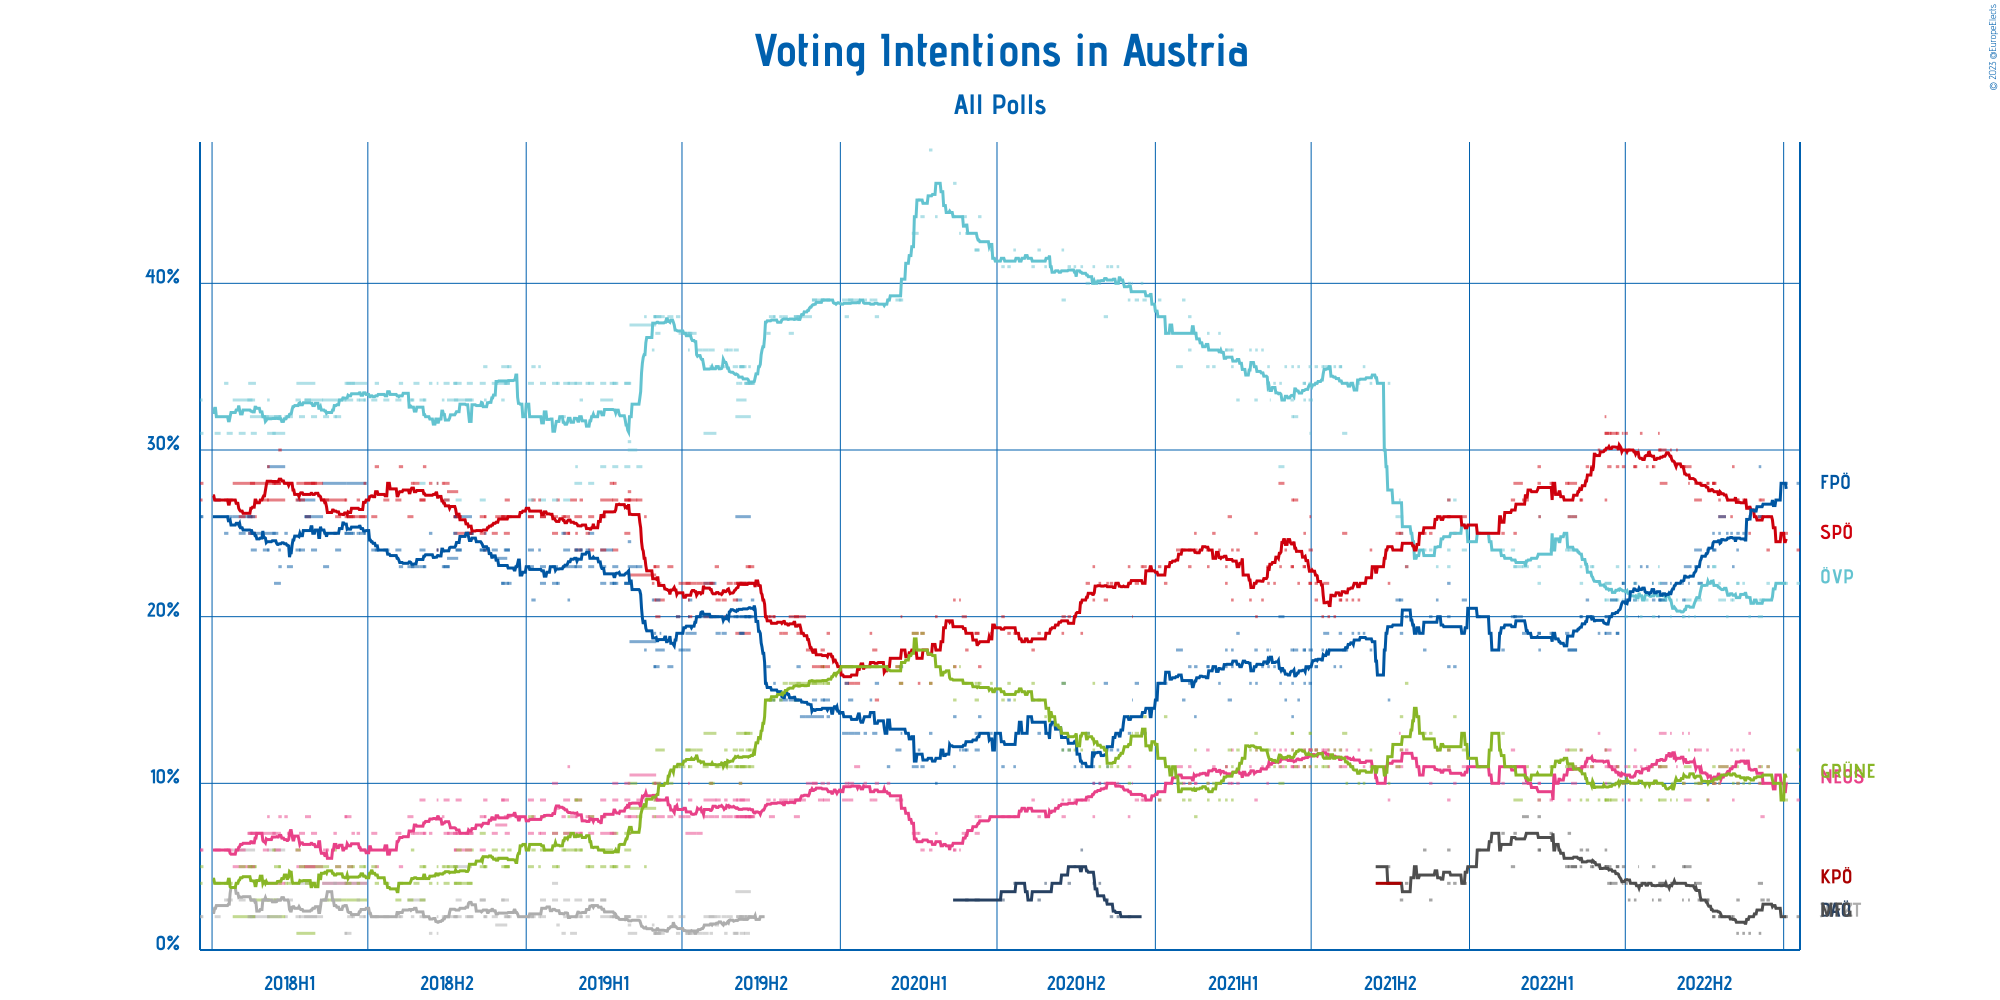 Voting Intentions in Austria
All Polls
© 2023 @EuropeElects
40%
30%
20%
10%
0%
FPÖ
SPÖ
ÖVP
GRÜNE
NEOS
KPÖ
2018H1 2018H2 2019H1 2019H2 2020H1 2020H2 2021H1 2021H2 2022H1 2022H2